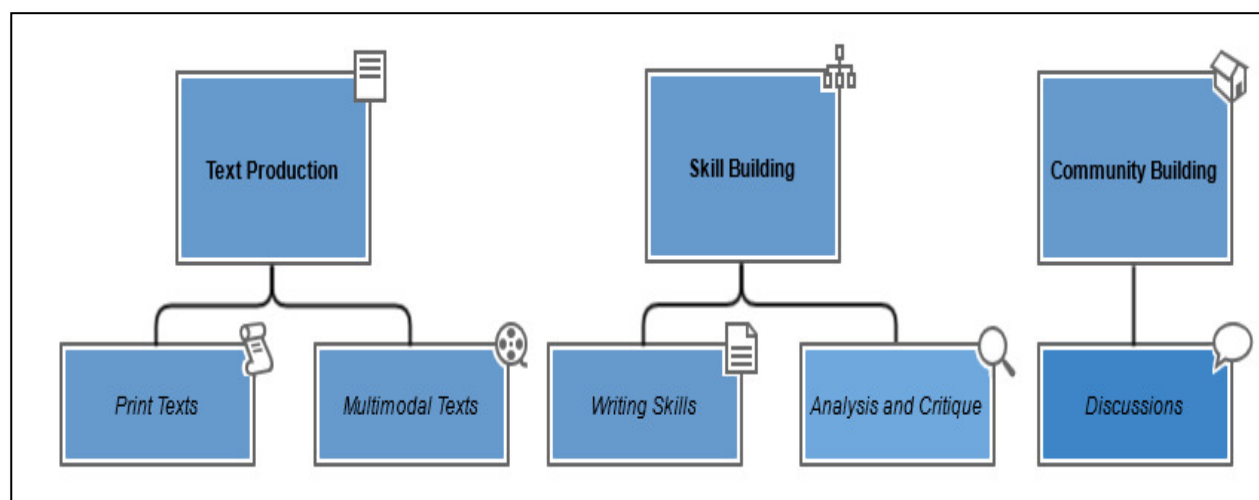 Text Production
Skill Building
Community Building
Print Texts
Multimodal Texts
Writing Skills
Analysis and Critique
Discussions